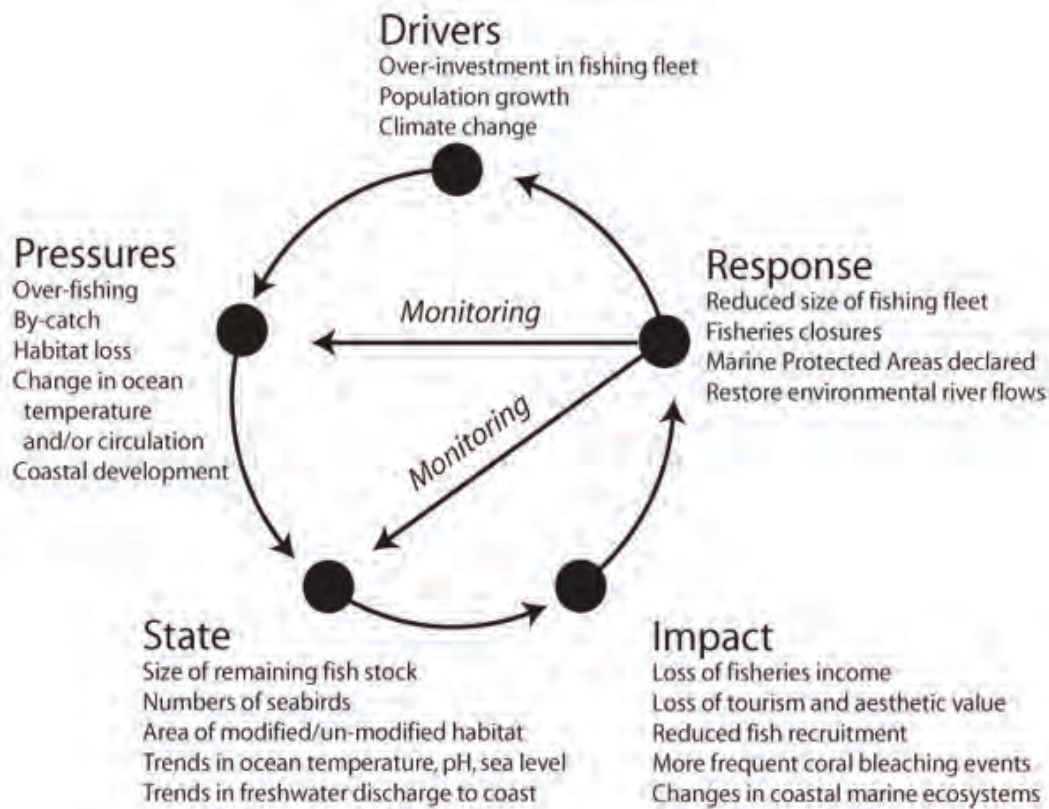 Drivers
Over-investment in fishing fleet
Population growth
Climate change
Pressures
Over-fishing
By-catch
Habitat loss
Change in ocean
temperature
and/or circulation
Coastal development
Monitoring
Monitoring
Response
Reduced size of fishing fleet
Fisheries closures
Marine Protected Areas declared
Restore environmental river flows
State
Size of remaining fish stock
Numbers of seabirds
Area of modified/un-modified habitat
Trends in ocean temperature, pH, sea level
Trends in freshwater discharge to coast
Impact
Loss of fisheries income
Loss of tourism and aesthetic value
Reduced fish recruitment
More frequent coral bleaching events
Changes in coastal marine ecosystems